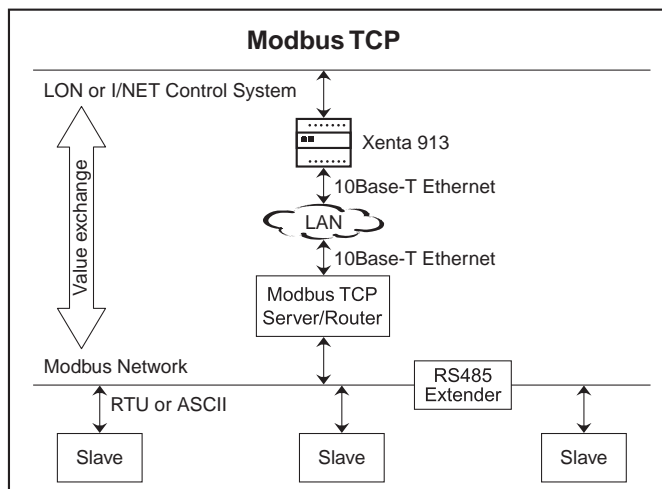 Modbus TCP
LON or I/NET Control System
Xenta 913
10Base-T Ethernet
LAN
10Base-T Ethernet
Value exchange
Modbus TCP
Server/Router
Modbus Network
RS485
Extender
RTU or ASCII
Slave
Slave
Slave